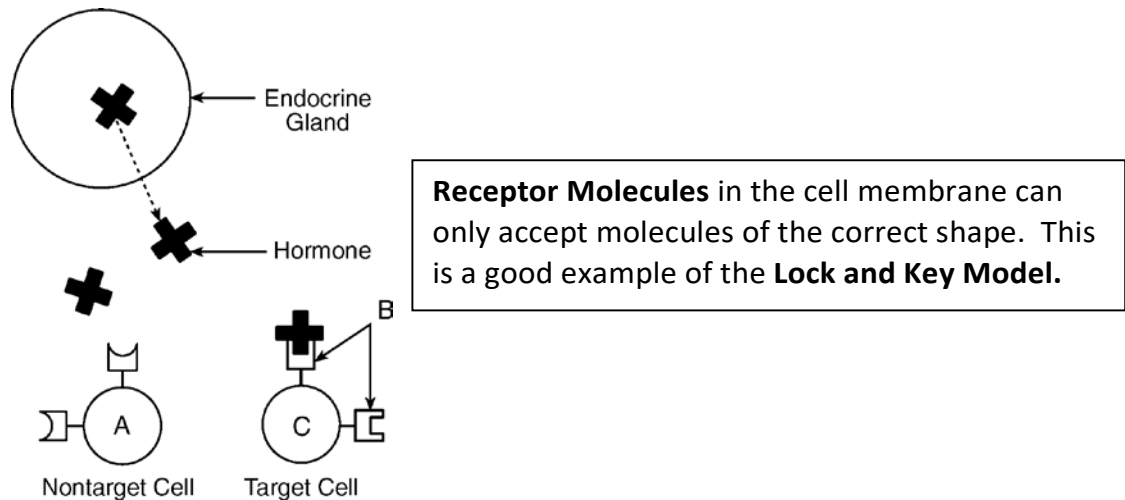 Endocrine
Gland
Hormone
Receptor Molecules in the cell membrane can
only accept molecules of the correct shape. This
is a good example of the Lock and Key Model.
B
A
C
Nontarget Cell
Target Cell